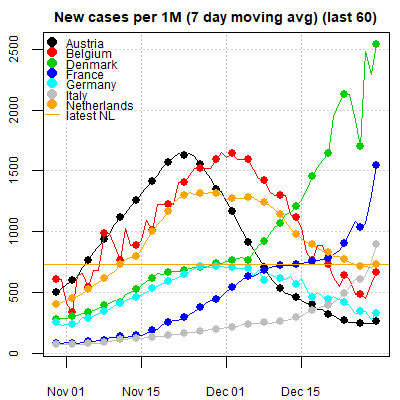 New cases per 1M (7 day moving avg) (last 60)
Austria
Belgium
Denmark
France
Germany
Italy
Netherlands
latest NL
2500
2000
1500
1000
500
0
Nov 01 Nov 15 Dec 01 Dec 15